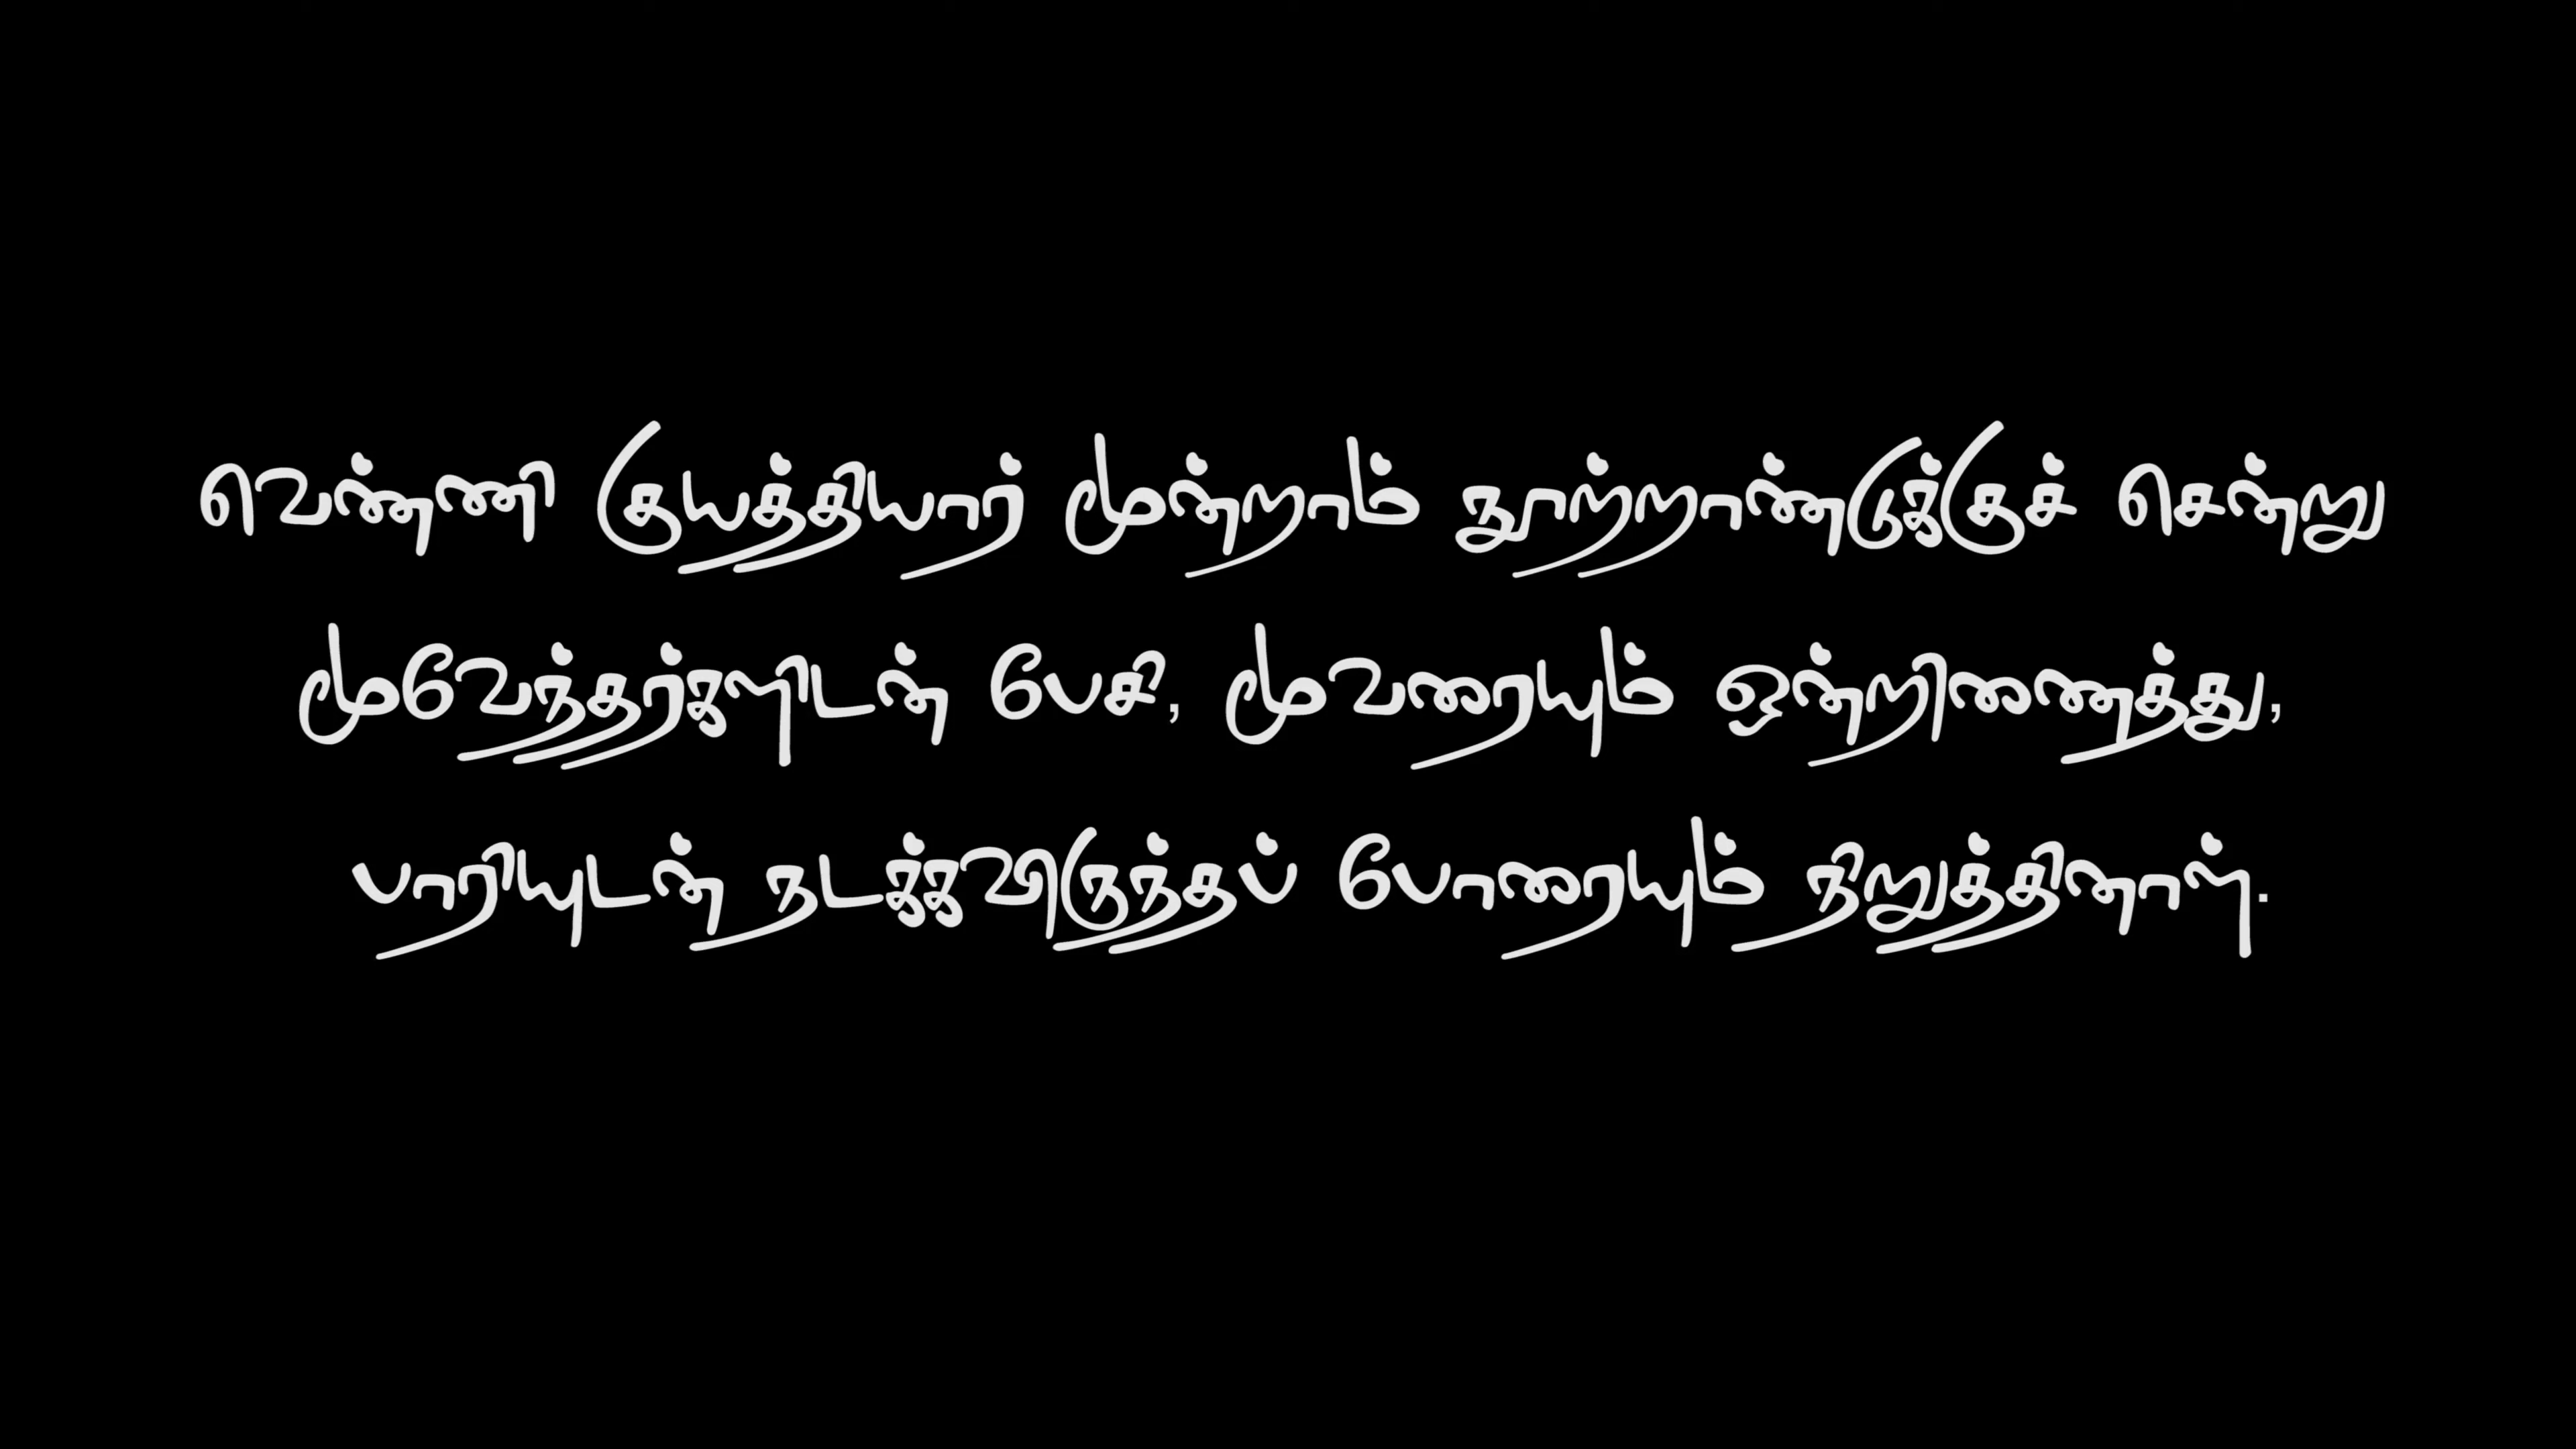 வெண்ணி குயத்தியார் மூன்றாம் நூற்றாண்டுக்குச் சென்று
மூவேந்தர்களிடன் பேசி, மூவரையும் ஒன்றிணைத்து,
பாரியுடன் நடக்கவிருந்தப் போரையும் நிறுத்தினாள்.